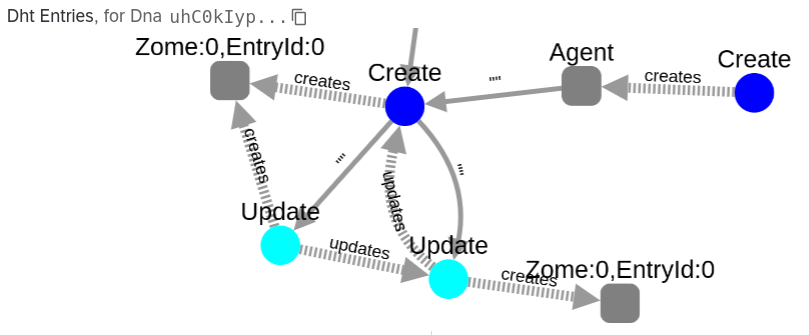 Dht Entries, for Dna uhC0kIyp...
Zome:0,EntryId:0
Create
Agent
Create
creates
""
creates
creates
""
""
updates
Update
updates
Update
creates
Zome:0,EntryId:0